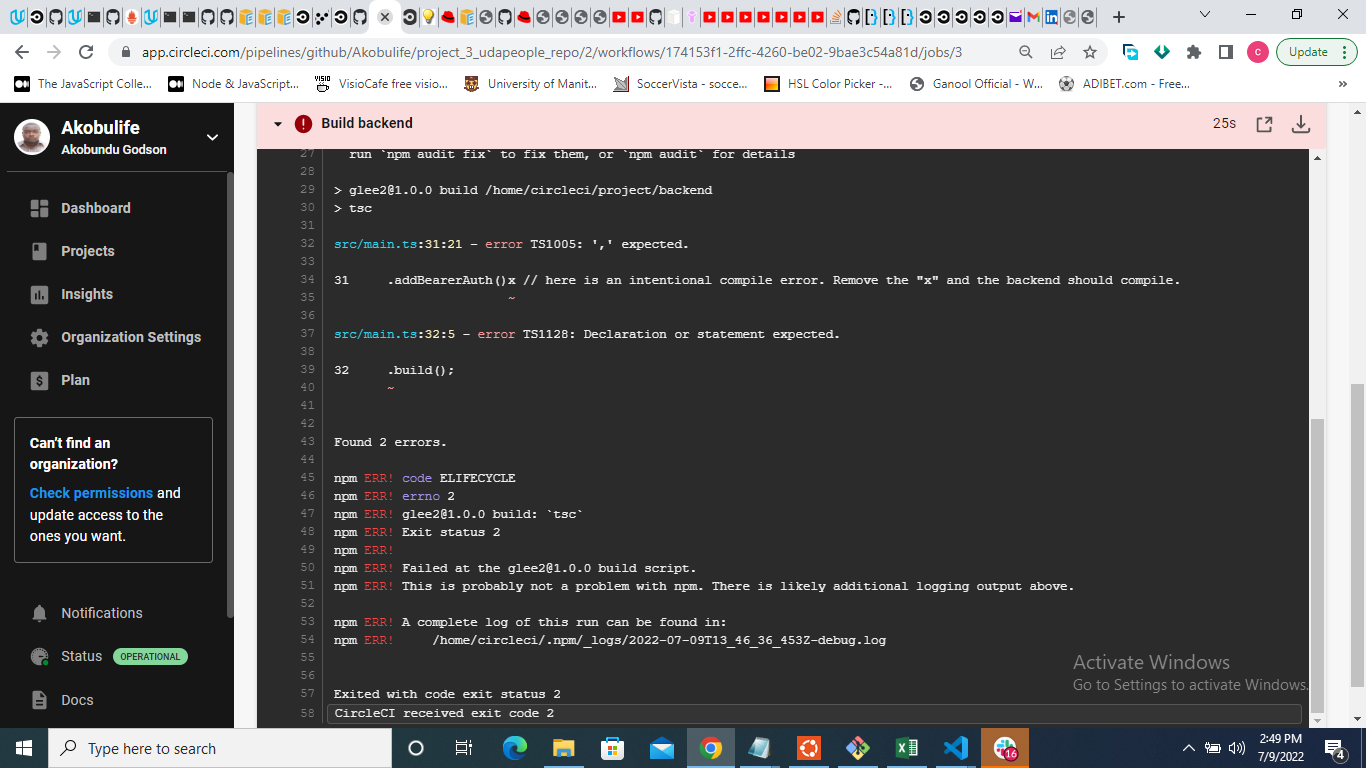 app.circleci.com/pipelines/github/Akobulife/project_3_udapeople_repo/2/workflows/174153f1-2ffc-4260-be02-9bae3c54a81d/jobs/3
C
Update
The JavaScript Colle...
Node & JavaScript...
VISIO
VisioCafe free visio...
University of Manit...
SoccerVista - socce...
HSL Color Picker -...
Ganool Official - W...
ADIBET.com - Free...
»
Akobulife
Akobundu Godson
Dashboard
Projects
Insights
Organization Settings
Plan
Can't find an
organization?
Check permissions and
update access to the
ones you want.
Notifications
Status OPERATIONAL
Docs
Build backend
25s
27 run `npm audit fix` to fix them, or `npm audit` for details
28
29 > glee2@1.0.0 build /home/circleci/project/backend
30 > tsc
31
32 src/main.ts:31:21 - error TS1005: ',' expected.
33
34 31 .addBearerAuth()x // here is an intentional compile error. Remove the "x" and the backend should compile.
35 ~
36
37 src/main.ts:32:5 - error TS1128: Declaration or statement expected.
38
39 32 .build();
40 ~
41
42
43 Found 2 errors.
44
45 npm ERR! code ELIFECYCLE
46 npm ERR! errno 2
47 npm ERR! glee2@1.0.0 build: `tsc`
48 npm ERR! Exit status 2
49 npm ERR!
50 npm ERR! Failed at the glee2@1.0.0 build script.
51 npm ERR! This is probably not a problem with npm. There is likely additional logging output above.
52
53 npm ERR! A complete log of this run can be found in:
54 npm ERR! /home/circleci/.npm/_logs/2022-07-09T13_46_36_453Z-debug.log
55
56
57 Exited with code exit status 2
58 CircleCI received exit code 2
Activate Windows
Go to Settings to activate Windows.
Type here to search
16
2:49 PM
7/9/2022
4